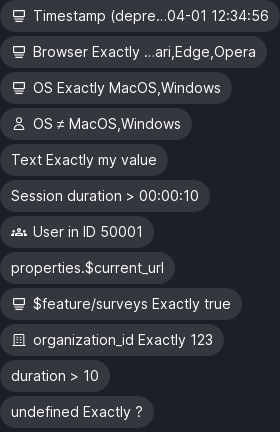 Timestamp (depre...04-01 12:34:56
Browser Exactly ...ari,Edge,Opera
OS Exactly MacOS,Windows
OS ≠ MacOS,Windows
Text Exactly my value
Session duration > 00:00:10
User in ID 50001
properties.$current_url
$feature/surveys Exactly true
organization_id Exactly 123
duration > 10
undefined Exactly ?